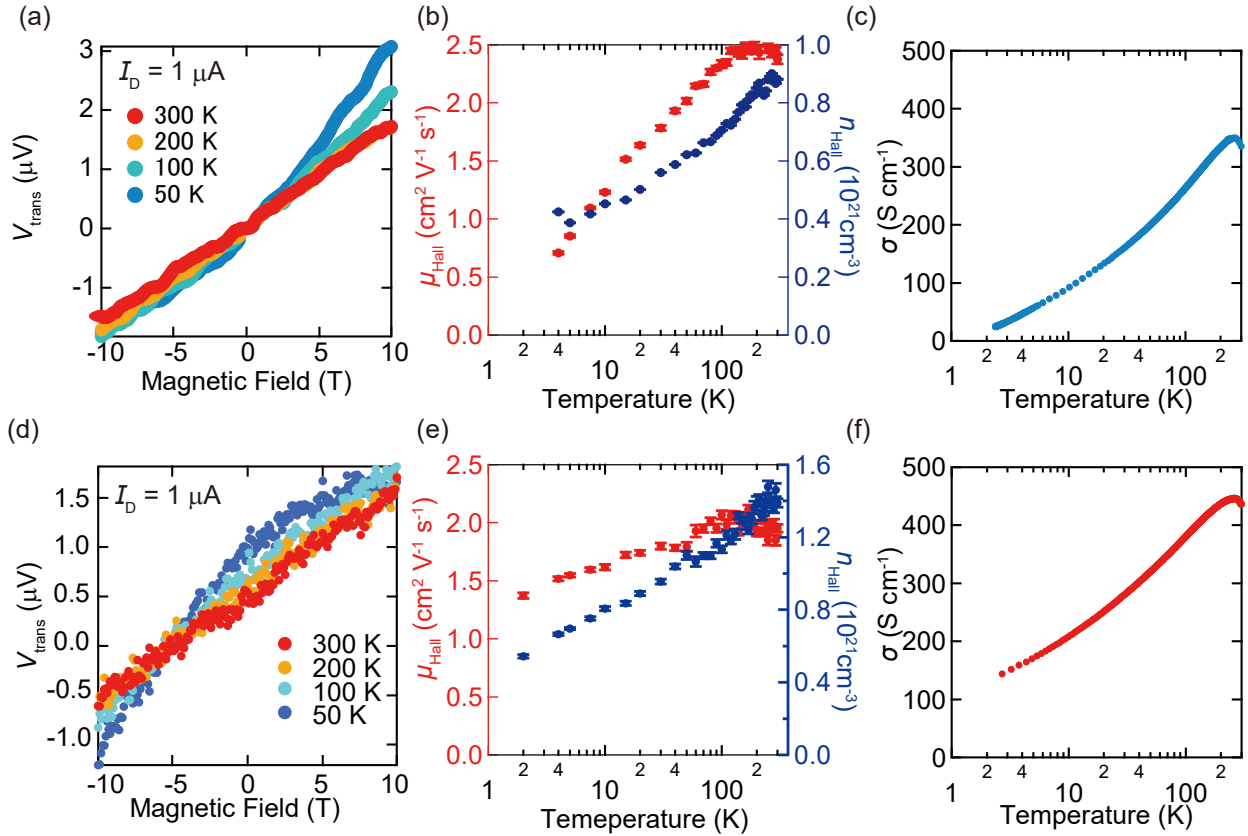 (a)
3
2
1
0
-1
V_trans (μV)
I_D = 1 μA
300 K
200 K
100 K
50 K
-10
-5
0
5
10
Magnetic Field (T)
(b)
2.5
2.0
1.5
1.0
0.5
0.0
μ_Hall (cm² V⁻¹ s⁻¹)
1.0
0.8
0.6
0.4
0.2
0.0
n_Hall (10²¹cm⁻³)
1
2
4
10
2
4
100
2
Temperature (K)
(c)
500
400
300
200
100
0
σ (S cm⁻¹)
1
2
4
10
2
4
100
2
Temperature (K)
(d)
1.5
1.0
0.5
0.0
-0.5
-1.0
V_trans (μV)
I_D = 1 μA
300 K
200 K
100 K
50 K
-10
-5
0
5
10
Magnetic Field (T)
(e)
2.5
2.0
1.5
1.0
0.5
0.0
μ_Hall (cm² V⁻¹ s⁻¹)
1.6
1.2
0.8
0.4
0.0
n_Hall (10²¹cm⁻³)
1
2
4
10
2
4
100
2
Temeperature (K)
(f)
500
400
300
200
100
0
σ (S cm⁻¹)
1
2
4
10
2
4
100
2
Temperature (K)